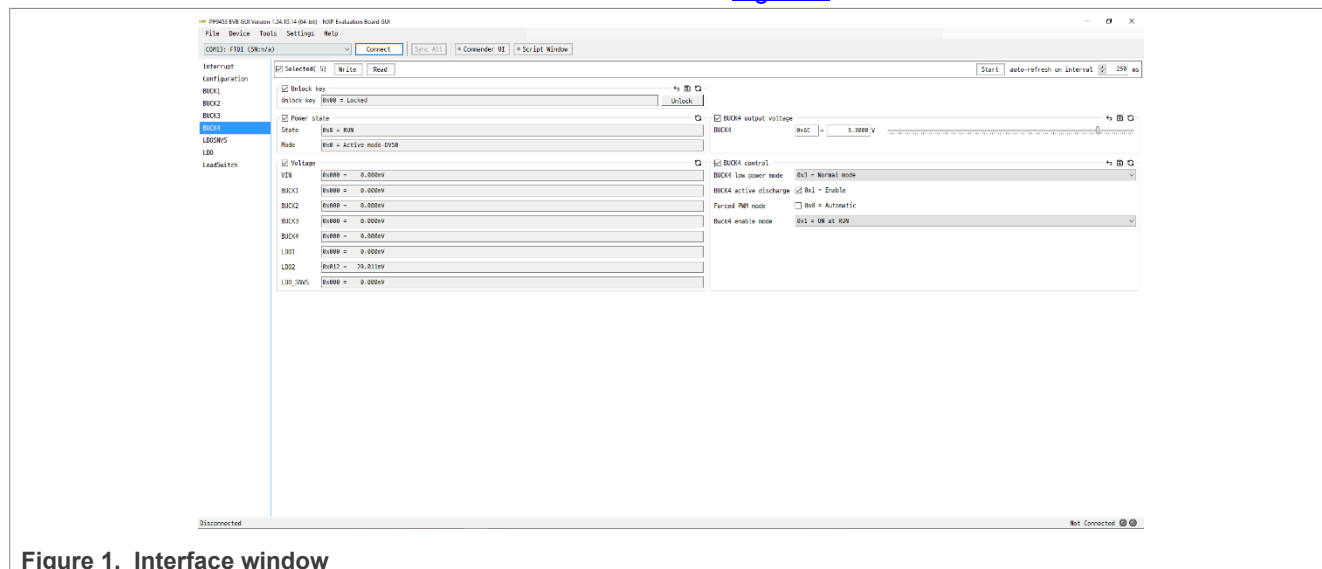 PF9453 EVB GUI Version 1.24.10.14 (64-bit) - NXP Evaluation Board GUI
File Device Tools Settings Help
COM13: FTDI (SN:n/a) Connect Sync All Commander UI Script Window
Interrupt
Configuration
BUCK1
BUCK2
BUCK3
BUCK4
LDOSNVS
LDO
LoadSwitch
Selected( 5) Write Read
Start auto-refresh on interval 250 ms
Unlock key
Unlock key 0x00 = Locked Unlock
Power state
State 0x8 = RUN
Mode 0x0 = Active mode-DVS0
Voltage
VIN 0x000 = 0.000mV
BUCK1 0x000 = 0.000mV
BUCK2 0x000 = 0.000mV
BUCK3 0x000 = 0.000mV
BUCK4 0x000 = 0.000mV
LDO1 0x000 = 0.000mV
LDO2 0x012 = 79.011mV
LDO_SNVS 0x000 = 0.000mV
BUCK4 output voltage
BUCK4 0x6C = 3.3000 V
BUCK4 control
BUCK4 low power mode 0x3 = Normal mode
BUCK4 active discharge 0x1 = Enable
Forced PWM mode 0x0 = Automatic
Buck4 enable mode 0x1 = ON at RUN
Disconnected
Not Connected
Figure 1. Interface window